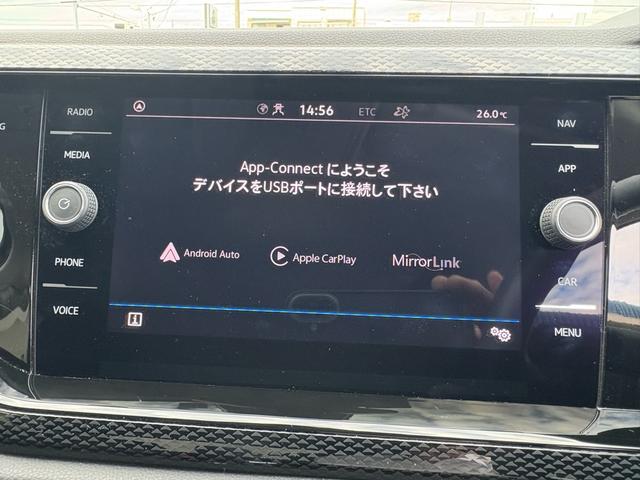 G
RADIO
MEDIA
PHONE
VOICE
14:56
ETC
26.0℃
App-Connect にようこそ
デバイスをUSBポートに接続して下さい
Android Auto
Apple CarPlay
MirrorLink
i
NAV
APP
CAR
MENU